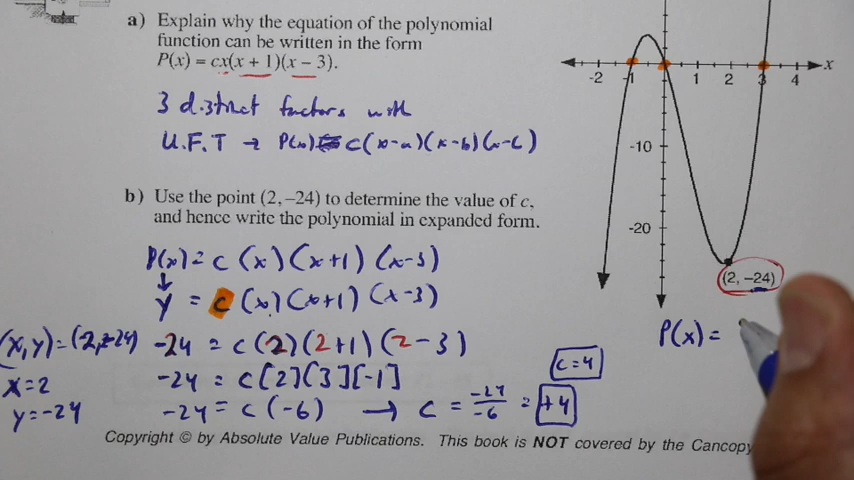 a) Explain why the equation of the polynomial
function can be written in the form
P(x) = cx(x + 1)(x – 3).
3 distnct factors with
U.F.T → P(x) = c(x-a)(x-b)(x-c)
b) Use the point (2, –24) to determine the value of c,
and hence write the polynomial in expanded form.
P(x) = c (x) (x+1) (x-3)
↓
y = c (x) (x+1) (x-3)
(x,y)=(2,-24) -24 = c (2) (2+1) (2-3)
x=2 -24 = c[2][3][-1]
y=-24 -24 = c (-6) → c = -24/-6 = +4
c=4
x
-2 -1 1 2 3 4
-10
-20
(2, –24)
P(x) =
Copyright © by Absolute Value Publications. This book is NOT covered by the Cancopy